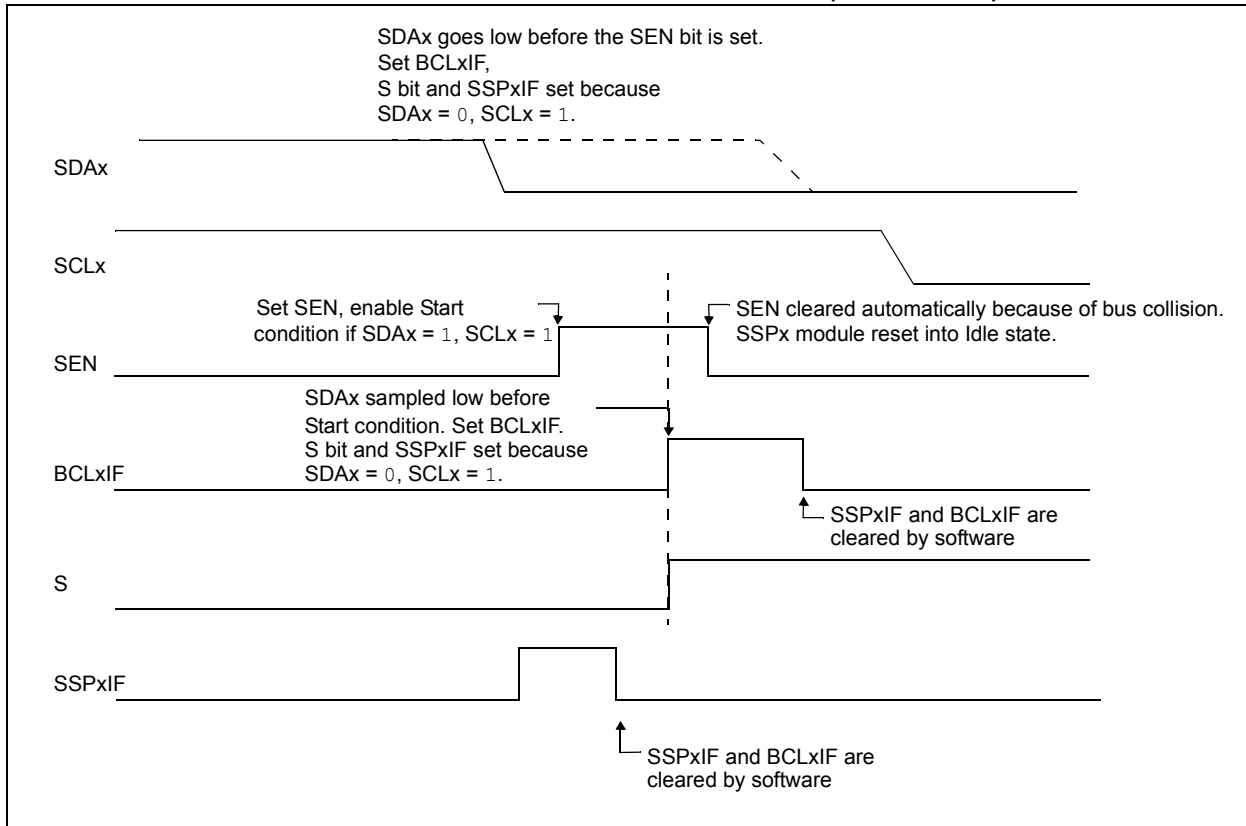 SDAx goes low before the SEN bit is set.
Set BCLxIF,
S bit and SSPxIF set because
SDAx = 0, SCLx = 1.
SDAx
SCLx
Set SEN, enable Start
condition if SDAx = 1, SCLx = 1
SEN cleared automatically because of bus collision.
SSPx module reset into Idle state.
SEN
SDAx sampled low before
Start condition. Set BCLxIF.
S bit and SSPxIF set because
SDAx = 0, SCLx = 1.
BCLxIF
SSPxIF and BCLxIF are
cleared by software
S
SSPxIF
SSPxIF and BCLxIF are
cleared by software